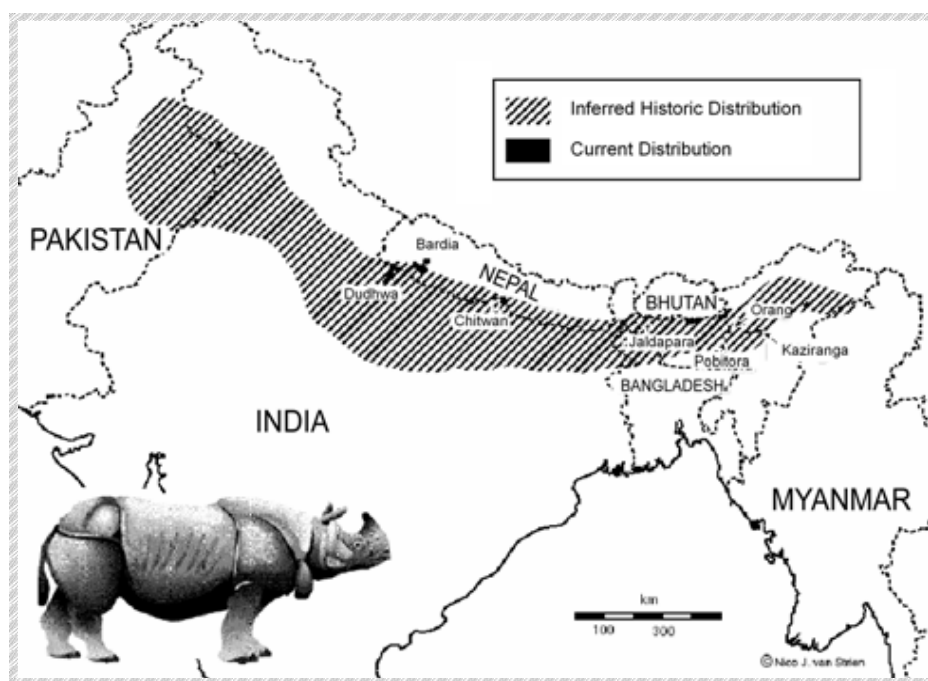 Inferred Historic Distribution
Current Distribution
PAKISTAN
Bardia
NEPAL
Dudhwa
Chitwan
BHUTAN
Orang
Jaldapara
Kaziranga
Pobitora
BANGLADESH
INDIA
MYANMAR
km
100 300
© Nico J. van Strien